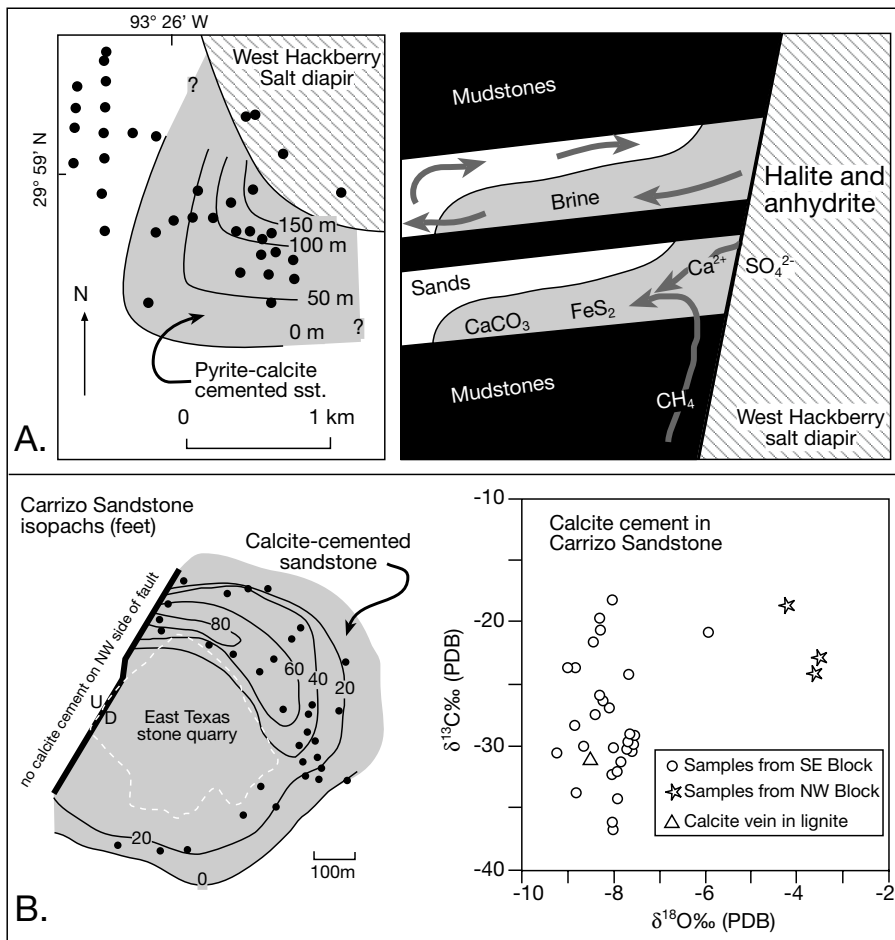 93° 26' W
29° 59' N
West Hackberry
Salt diapir
?
150 m
100 m
50 m
0 m
?
N
Pyrite-calcite
cemented sst.
0
1 km
A.
Mudstones
Brine
Halite and
anhydrite
Sands
Ca²⁺
SO₄²⁻
CaCO₃
FeS₂
Mudstones
CH₄
West Hackberry
salt diapir
Carrizo Sandstone
isopachs (feet)
Calcite-cemented
sandstone
no calcite cement on NW side of fault
U
D
80
60
40
20
East Texas
stone quarry
20
0
100m
B.
Calcite cement in
Carrizo Sandstone
-10
-20
-30
-40
δ¹³C‰ (PDB)
Samples from SE Block
Samples from NW Block
Calcite vein in lignite
-10
-8
-6
-4
-2
δ¹⁸O‰ (PDB)